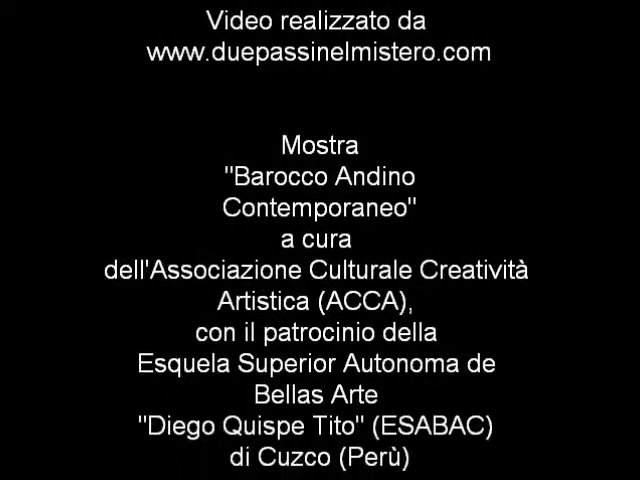 Video realizzato da
www.duepassinelmistero.com
Mostra
"Barocco Andino
Contemporaneo"
a cura
dell'Associazione Culturale Creatività
Artistica (ACCA),
con il patrocinio della
Esquela Superior Autonoma de
Bellas Arte
"Diego Quispe Tito" (ESABAC)
di Cuzco (Perù)